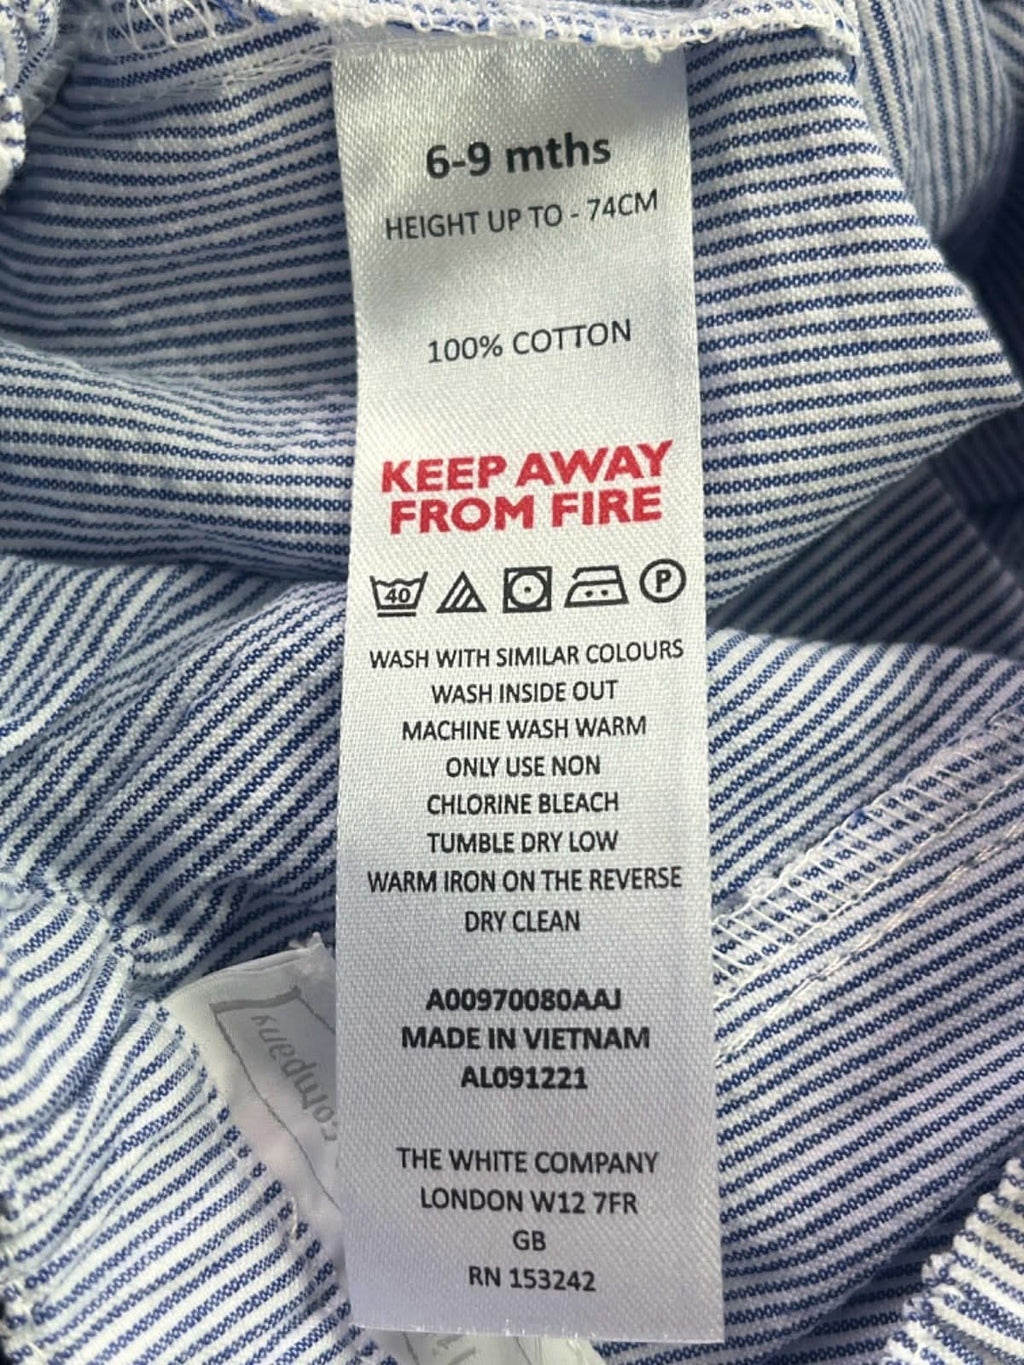 6-9 mths
HEIGHT UP TO - 74CM
100% COTTON
KEEP AWAY
FROM FIRE
40 P
WASH WITH SIMILAR COLOURS
WASH INSIDE OUT
MACHINE WASH WARM
ONLY USE NON
CHLORINE BLEACH
TUMBLE DRY LOW
WARM IRON ON THE REVERSE
DRY CLEAN
A00970080AAJ
MADE IN VIETNAM
AL091221
THE WHITE COMPANY
LONDON W12 7FR
GB
RN 153242
Company